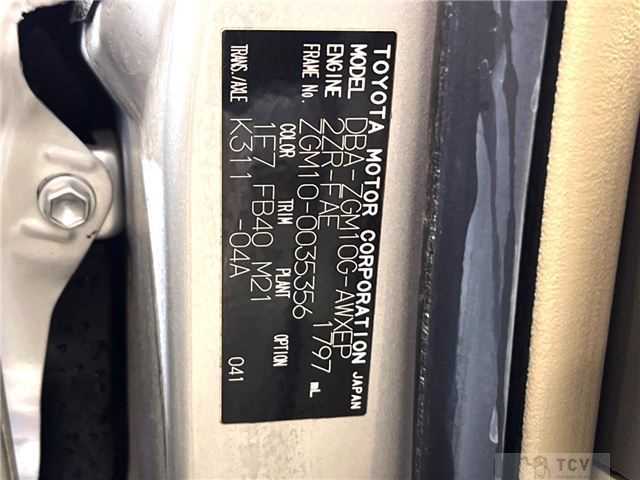 TOYOTA MOTOR CORPORATION JAPAN
MODEL DBA-ZGM10G-AWXEP
ENGINE 2ZR-FAE 1797 mL
FRAME No. ZGM10-0035356
COLOR TRIM PLANT OPTION
1E7 FB40 M21
TRANS./AXLE K311 -04A 041
TCV